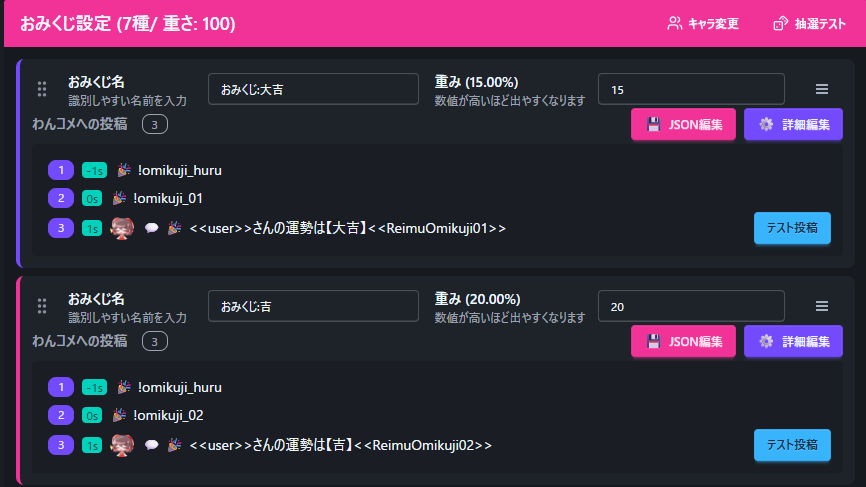 おみくじ設定 (7種/ 重さ: 100)
キャラ変更
抽選テスト
おみくじ名
識別しやすい名前を入力
おみくじ:大吉
重み (15.00%)
数値が高いほど出やすくなります
15
わんコメへの投稿 3
JSON編集
詳細編集
1 -1s !omikuji_huru
2 0s !omikuji_01
3 1s <<user>>さんの運勢は【大吉】<<ReimuOmikuji01>>
テスト投稿
おみくじ名
識別しやすい名前を入力
おみくじ:吉
重み (20.00%)
数値が高いほど出やすくなります
20
わんコメへの投稿 3
JSON編集
詳細編集
1 -1s !omikuji_huru
2 0s !omikuji_02
3 1s <<user>>さんの運勢は【吉】<<ReimuOmikuji02>>
テスト投稿